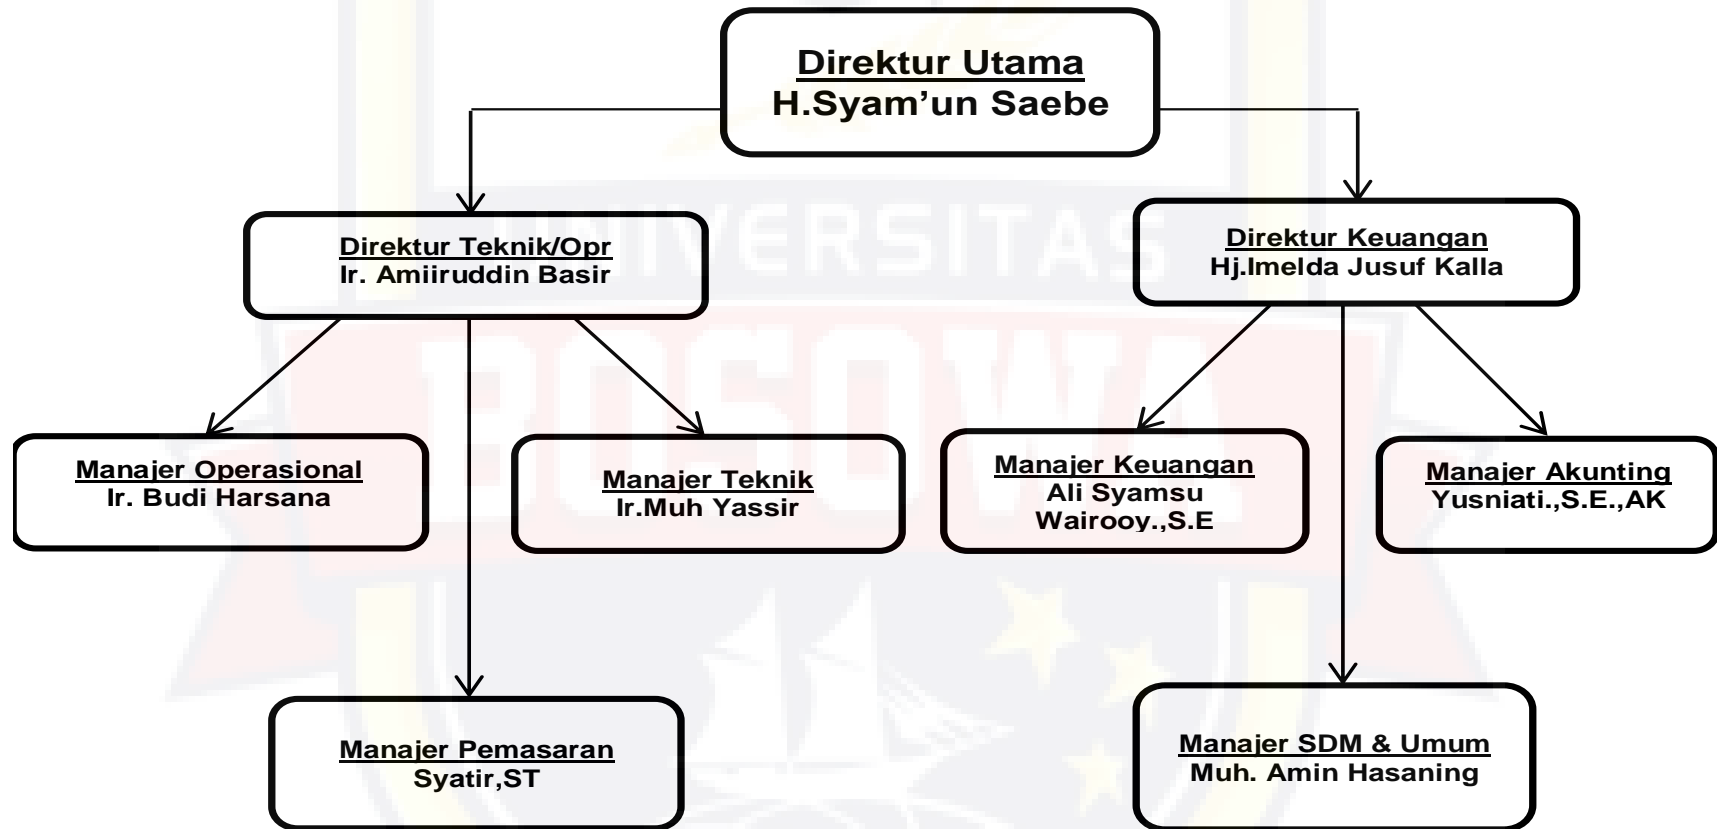 Direktur Utama
H.Syam’un Saebe
Direktur Teknik/Opr
Ir. Amiiruddin Basir
Direktur Keuangan
Hj.Imelda Jusuf Kalla
Manajer Operasional
Ir. Budi Harsana
Manajer Teknik
Ir.Muh Yassir
Manajer Keuangan
Ali Syamsu
Wairooy.,S.E
Manajer Akunting
Yusniati.,S.E.,AK
Manajer Pemasaran
Syatir,ST
Manajer SDM & Umum
Muh. Amin Hasaning
UNIVERSITAS
BOSOWA